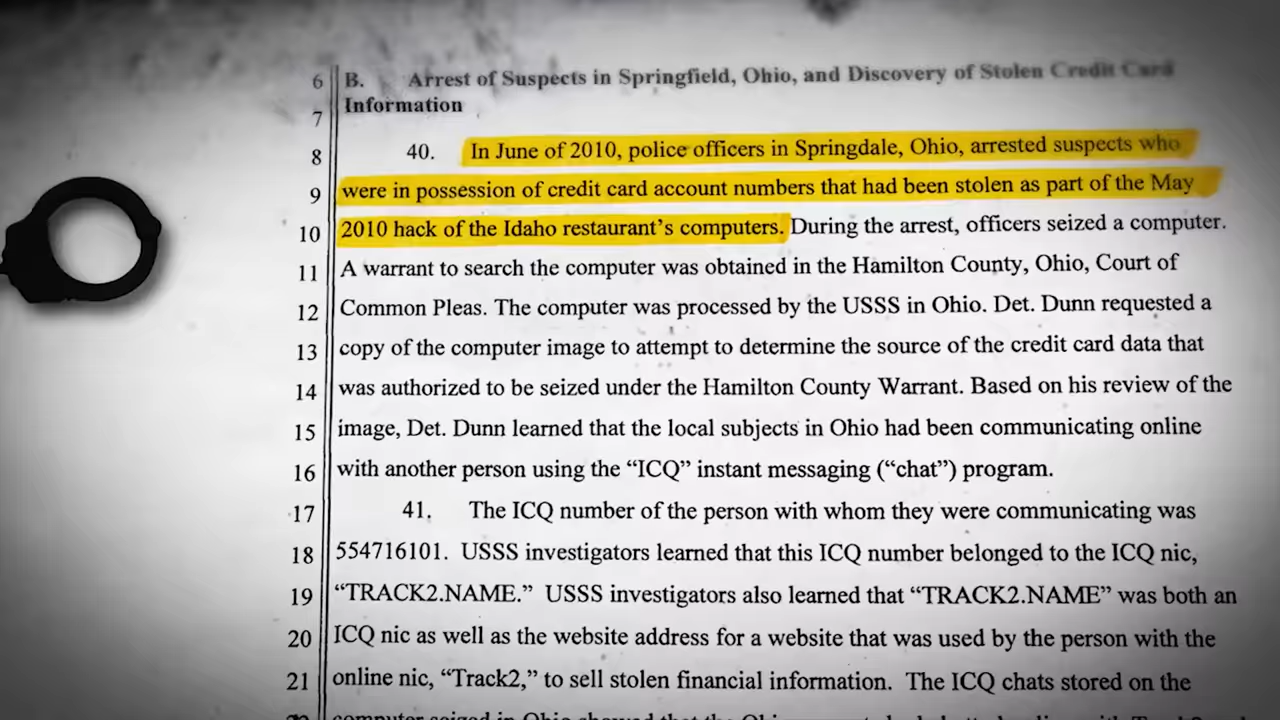 6 B. Arrest of Suspects in Springfield, Ohio, and Discovery of Stolen Credit Card
7 Information
8 40. In June of 2010, police officers in Springdale, Ohio, arrested suspects who
9 were in possession of credit card account numbers that had been stolen as part of the May
10 2010 hack of the Idaho restaurant's computers. During the arrest, officers seized a computer.
11 A warrant to search the computer was obtained in the Hamilton County, Ohio, Court of
12 Common Pleas. The computer was processed by the USSS in Ohio. Det. Dunn requested a
13 copy of the computer image to attempt to determine the source of the credit card data that
14 was authorized to be seized under the Hamilton County Warrant. Based on his review of the
15 image, Det. Dunn learned that the local subjects in Ohio had been communicating online
16 with another person using the "ICQ" instant messaging ("chat") program.
17 41. The ICQ number of the person with whom they were communicating was
18 554716101. USSS investigators learned that this ICQ number belonged to the ICQ nic,
19 "TRACK2.NAME." USSS investigators also learned that "TRACK2.NAME" was both an
20 ICQ nic as well as the website address for a website that was used by the person with the
21 online nic, "Track2," to sell stolen financial information. The ICQ chats stored on the
computer seized in Ohio showed that the